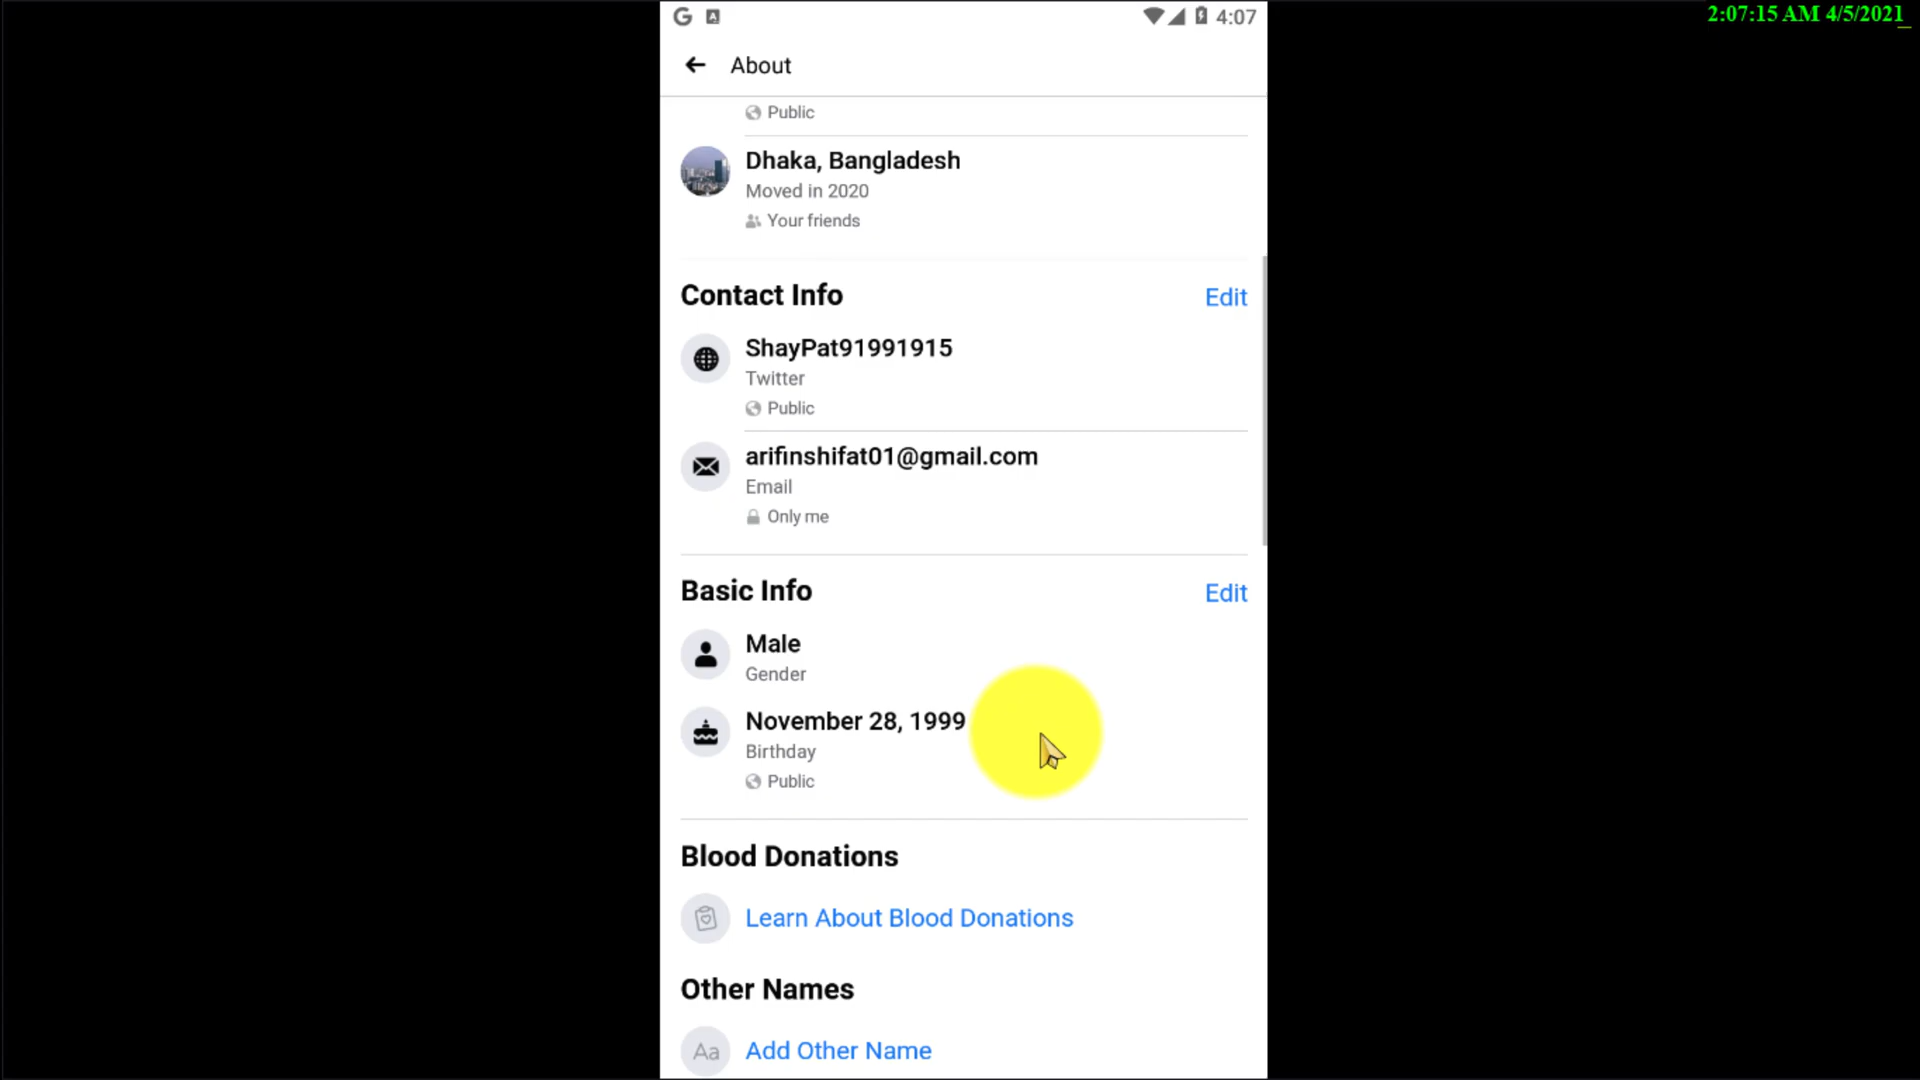 4:07
2:07:15 AM 4/5/2021_
About
Public
Dhaka, Bangladesh
Moved in 2020
Your friends
Contact Info
Edit
ShayPat91991915
Twitter
Public
arifinshifat01@gmail.com
Email
Only me
Basic Info
Edit
Male
Gender
November 28, 1999
Birthday
Public
Blood Donations
Learn About Blood Donations
Other Names
Aa
Add Other Name